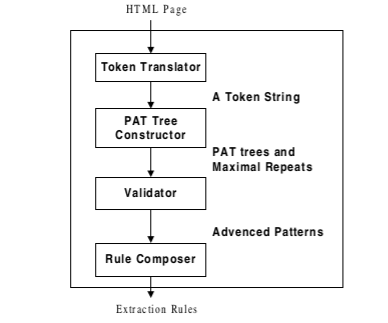 HTML Page
Token Translator
A Token String
PAT Tree
Constructor
PAT trees and
Maximal Repeats
Validator
Advenced Patterns
Rule Composer
Extraction Rules